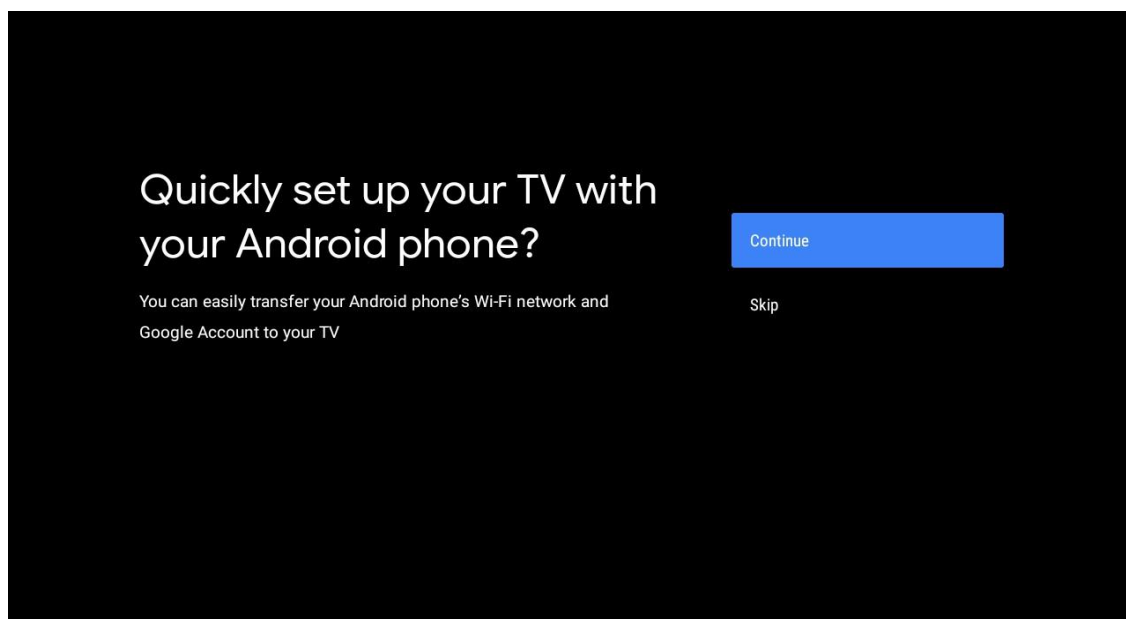 Quickly set up your TV with
your Android phone?
You can easily transfer your Android phone’s Wi-Fi network and
Google Account to your TV
Continue
Skip